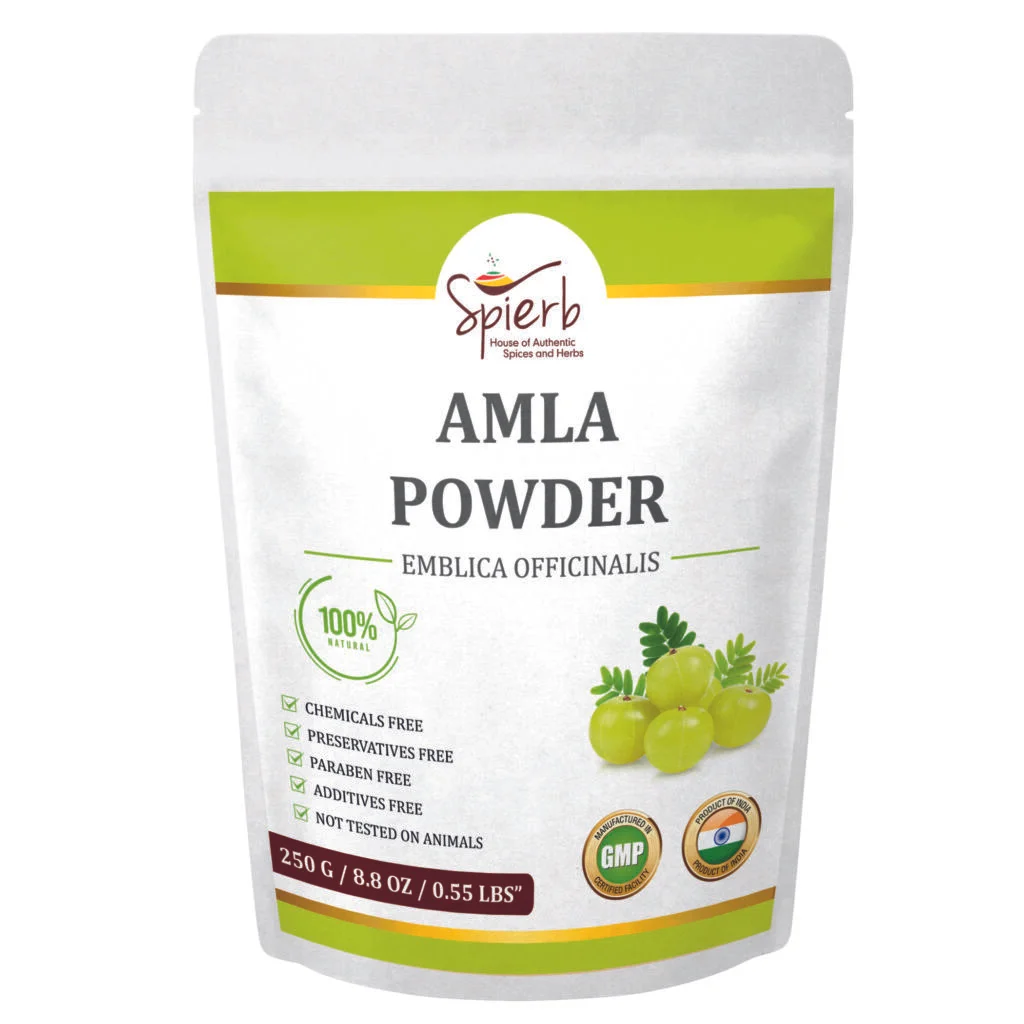 Spierb
House of Authentic
Spices and Herbs
AMLA
POWDER
EMBLICA OFFICINALIS
100%
NATURAL
CHEMICALS FREE
PRESERVATIVES FREE
PARABEN FREE
ADDITIVES FREE
NOT TESTED ON ANIMALS
MANUFACTURED IN
GMP
CERTIFIED FACILITY
PRODUCT OF INDIA
PRODUCT OF INDIA
250 G / 8.8 OZ / 0.55 LBS”